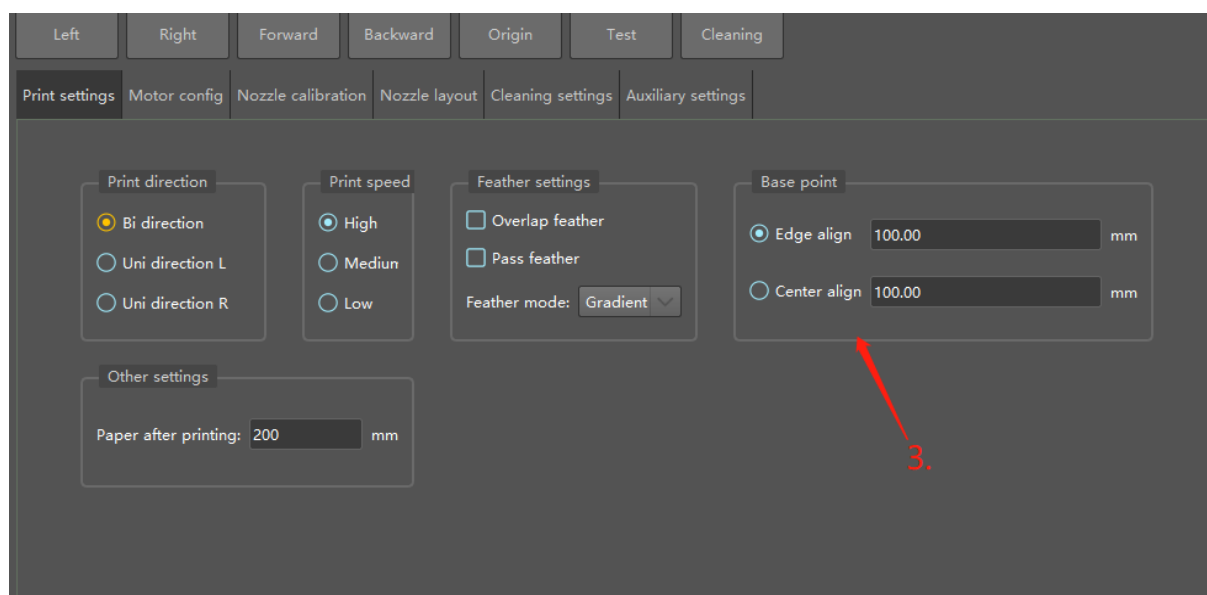 Left Right Forward Backward Origin Test Cleaning
Print settings Motor config Nozzle calibration Nozzle layout Cleaning settings Auxiliary settings
Print direction
Bi direction
Uni direction L
Uni direction R
Print speed
High
Mediun
Low
Feather settings
Overlap feather
Pass feather
Feather mode: Gradient
Base point
Edge align 100.00 mm
Center align 100.00 mm
Other settings
Paper after printing: 200 mm
3.